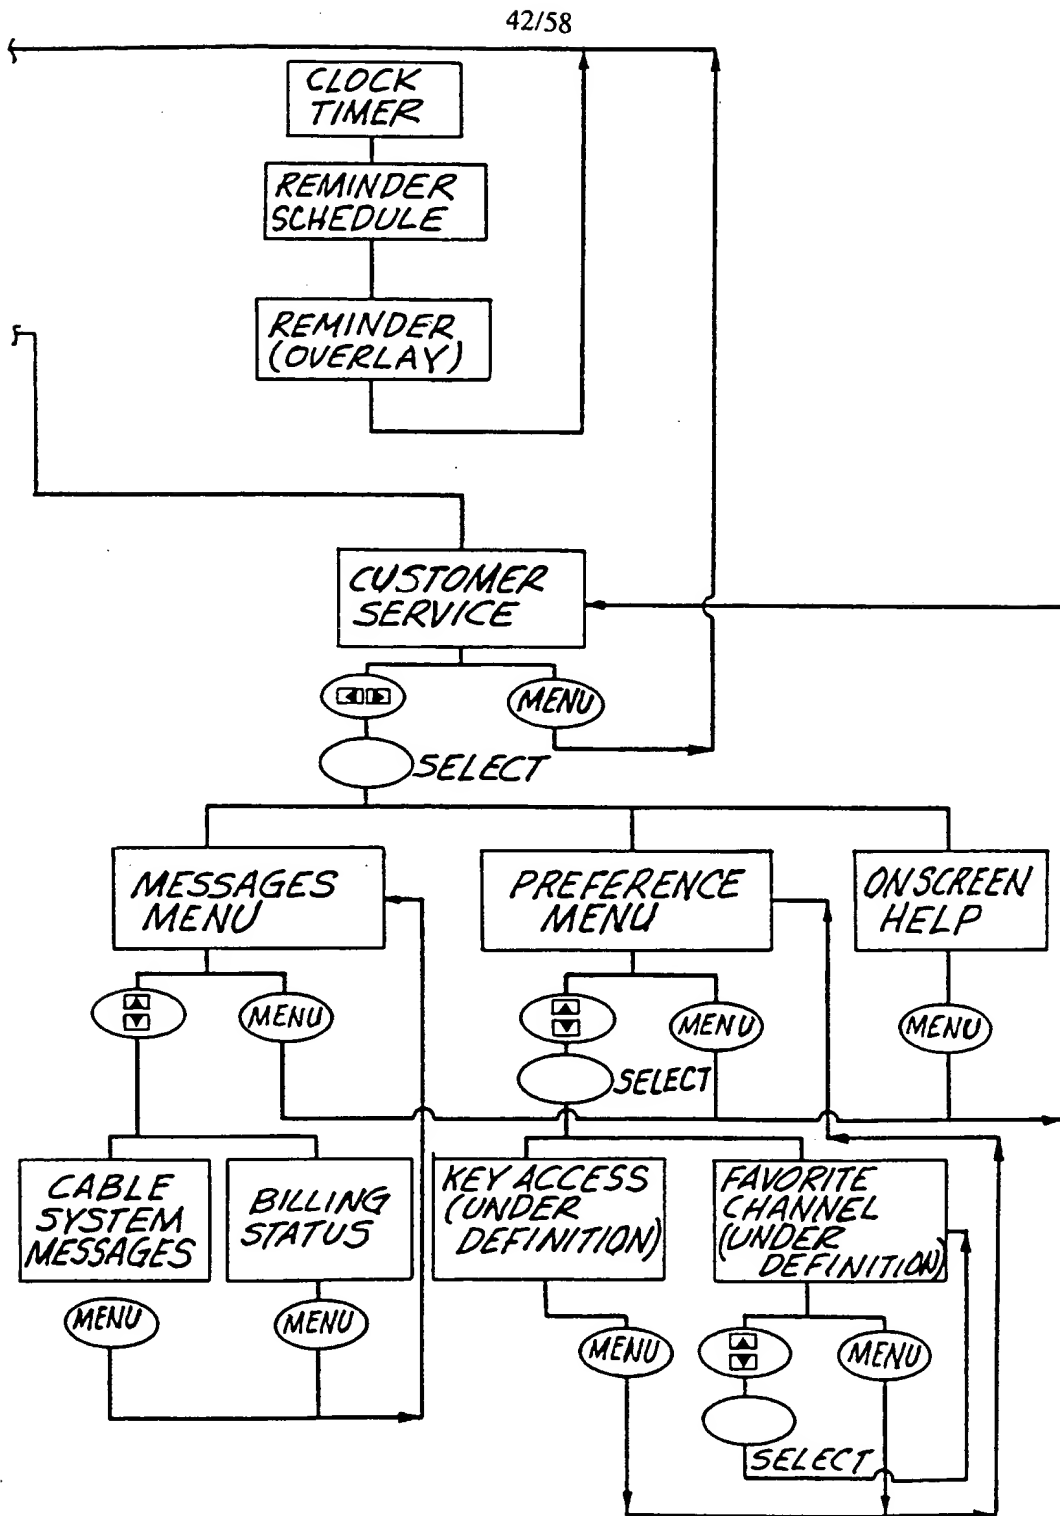 42/58
CLOCK
TIMER
REMINDER
SCHEDULE
REMINDER
(OVERLAY)
CUSTOMER
SERVICE
MENU
SELECT
MESSAGES
MENU
PREFERENCE
MENU
ONSCREEN
HELP
MENU
MENU
MENU
SELECT
CABLE
SYSTEM
MESSAGES
BILLING
STATUS
KEY ACCESS
(UNDER
DEFINITION)
FAVORITE
CHANNEL
(UNDER
DEFINITION)
MENU
MENU
MENU
MENU
SELECT